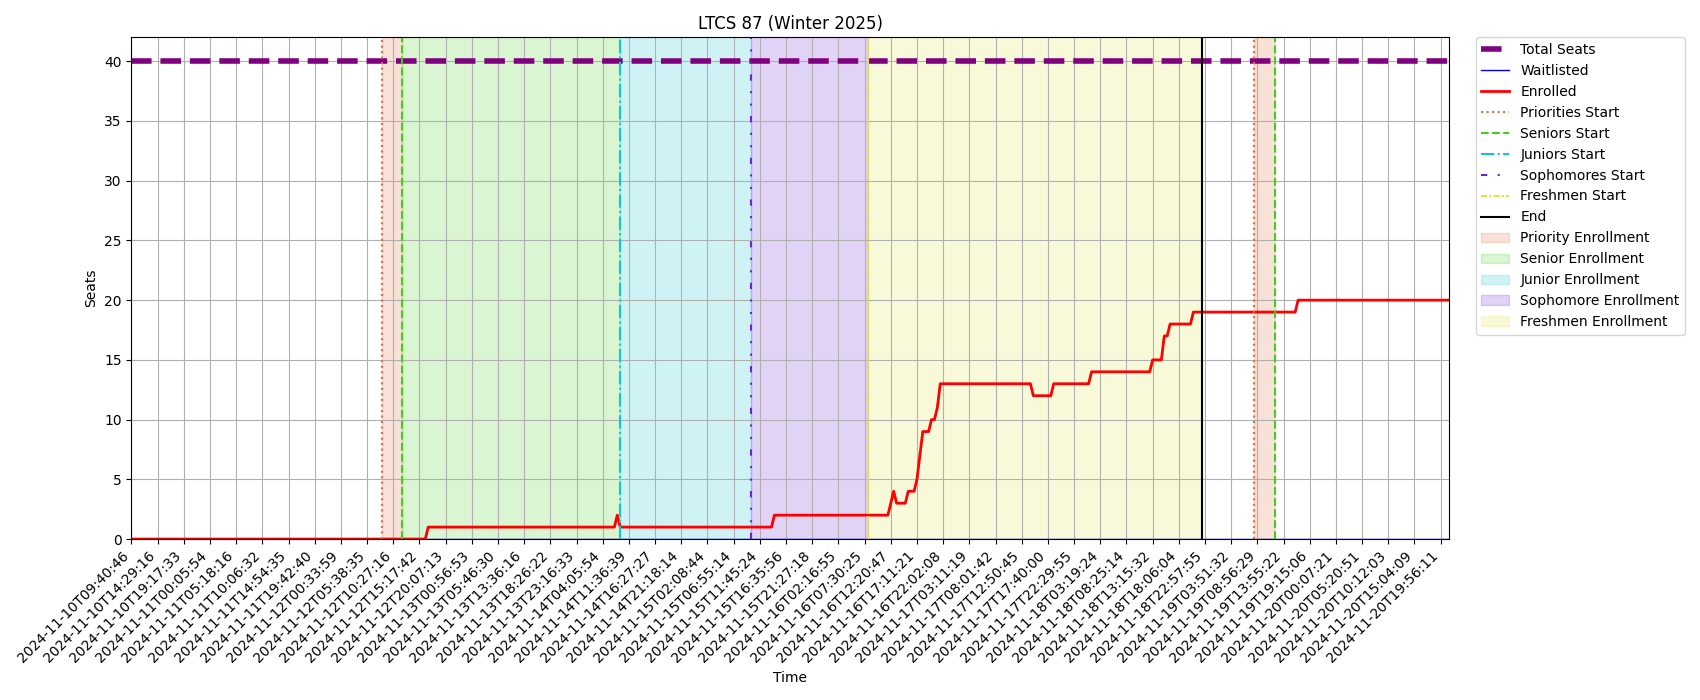 LTCS 87 (Winter 2025)
40
35
30
25
20
15
10
5
0
Seats
2024-11-10T09:40:46
2024-11-10T14:29:16
2024-11-10T19:17:33
2024-11-11T00:05:54
2024-11-11T05:18:16
2024-11-11T10:06:32
2024-11-11T14:54:35
2024-11-11T19:42:40
2024-11-12T00:33:59
2024-11-12T05:38:35
2024-11-12T10:27:16
2024-11-12T15:17:42
2024-11-12T20:07:13
2024-11-13T00:56:53
2024-11-13T05:46:30
2024-11-13T13:36:16
2024-11-13T18:26:22
2024-11-13T23:16:33
2024-11-14T04:05:54
2024-11-14T11:36:39
2024-11-14T16:27:27
2024-11-14T21:18:14
2024-11-15T02:08:44
2024-11-15T06:55:14
2024-11-15T11:45:24
2024-11-15T16:35:56
2024-11-15T21:27:18
2024-11-16T02:16:55
2024-11-16T07:30:25
2024-11-16T12:20:47
2024-11-16T17:11:21
2024-11-16T22:02:08
2024-11-17T03:11:19
2024-11-17T08:01:42
2024-11-17T12:50:45
2024-11-17T17:40:00
2024-11-17T22:29:55
2024-11-18T03:19:24
2024-11-18T08:25:14
2024-11-18T13:15:32
2024-11-18T18:06:04
2024-11-18T22:57:55
2024-11-19T03:51:32
2024-11-19T08:56:29
2024-11-19T13:55:22
2024-11-19T19:15:06
2024-11-20T00:07:21
2024-11-20T05:20:51
2024-11-20T10:12:03
2024-11-20T15:04:09
2024-11-20T19:56:11
Time
Total Seats
Waitlisted
Enrolled
Priorities Start
Seniors Start
Juniors Start
Sophomores Start
Freshmen Start
End
Priority Enrollment
Senior Enrollment
Junior Enrollment
Sophomore Enrollment
Freshmen Enrollment